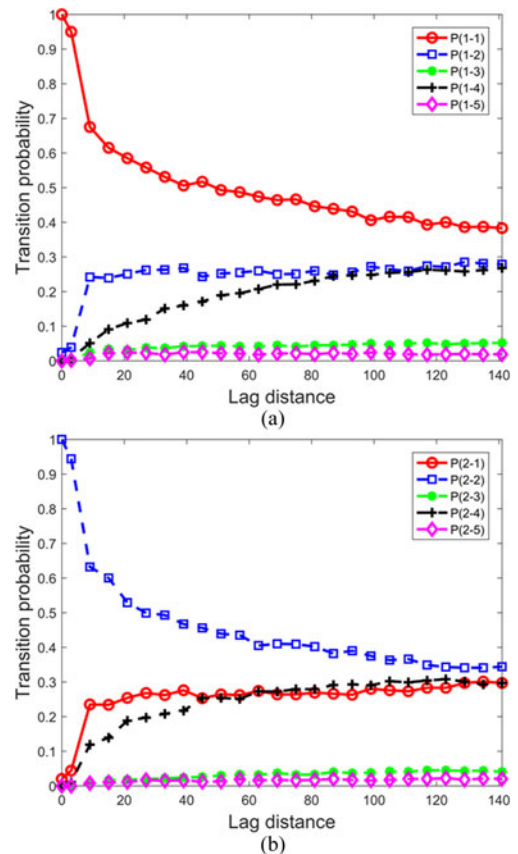 1
0.9
0.8
0.7
0.6
0.5
0.4
0.3
0.2
0.1
0
Transition probability
P(1-1)
P(1-2)
P(1-3)
P(1-4)
P(1-5)
0 20 40 60 80 100 120 140
Lag distance
(a)
1
0.9
0.8
0.7
0.6
0.5
0.4
0.3
0.2
0.1
0
Transition probability
P(2-1)
P(2-2)
P(2-3)
P(2-4)
P(2-5)
0 20 40 60 80 100 120 140
Lag distance
(b)